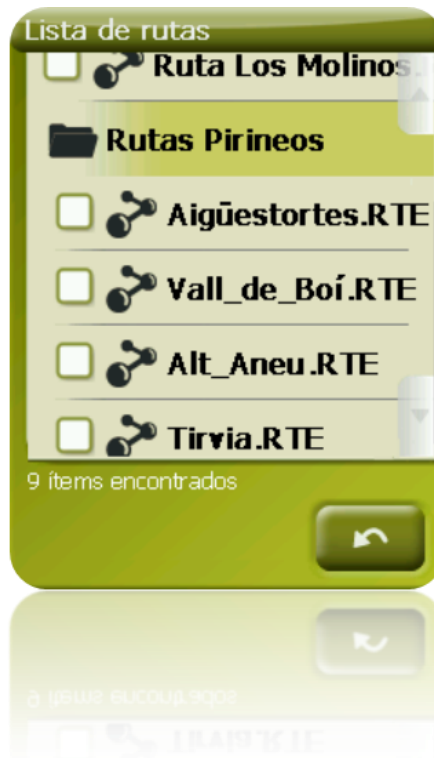 Lista de rutas
Ruta Los Molinos.
Rutas Pirineos
Aigüestortes.RTE
Vall_de_Boí.RTE
Alt_Aneu.RTE
Tirvia.RTE
9 ítems encontrados